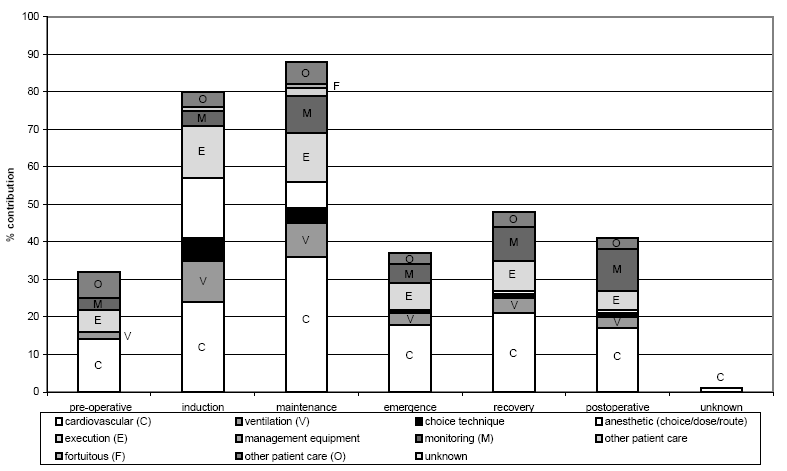 100
90
80
70
60
50
40
30
20
10
0
% contribution
O
M
E
V
C
O
M
E
V
C
O
F
M
E
V
C
O
M
E
V
C
O
M
E
V
C
O
M
E
V
C
C
pre-operative induction maintenance emergence recovery postoperative unknown
cardiovascular (C) ventilation (V) choice technique anesthetic (choice/dose/route)
execution (E) management equipment monitoring (M) other patient care
fortuitous (F) other patient care (O) unknown